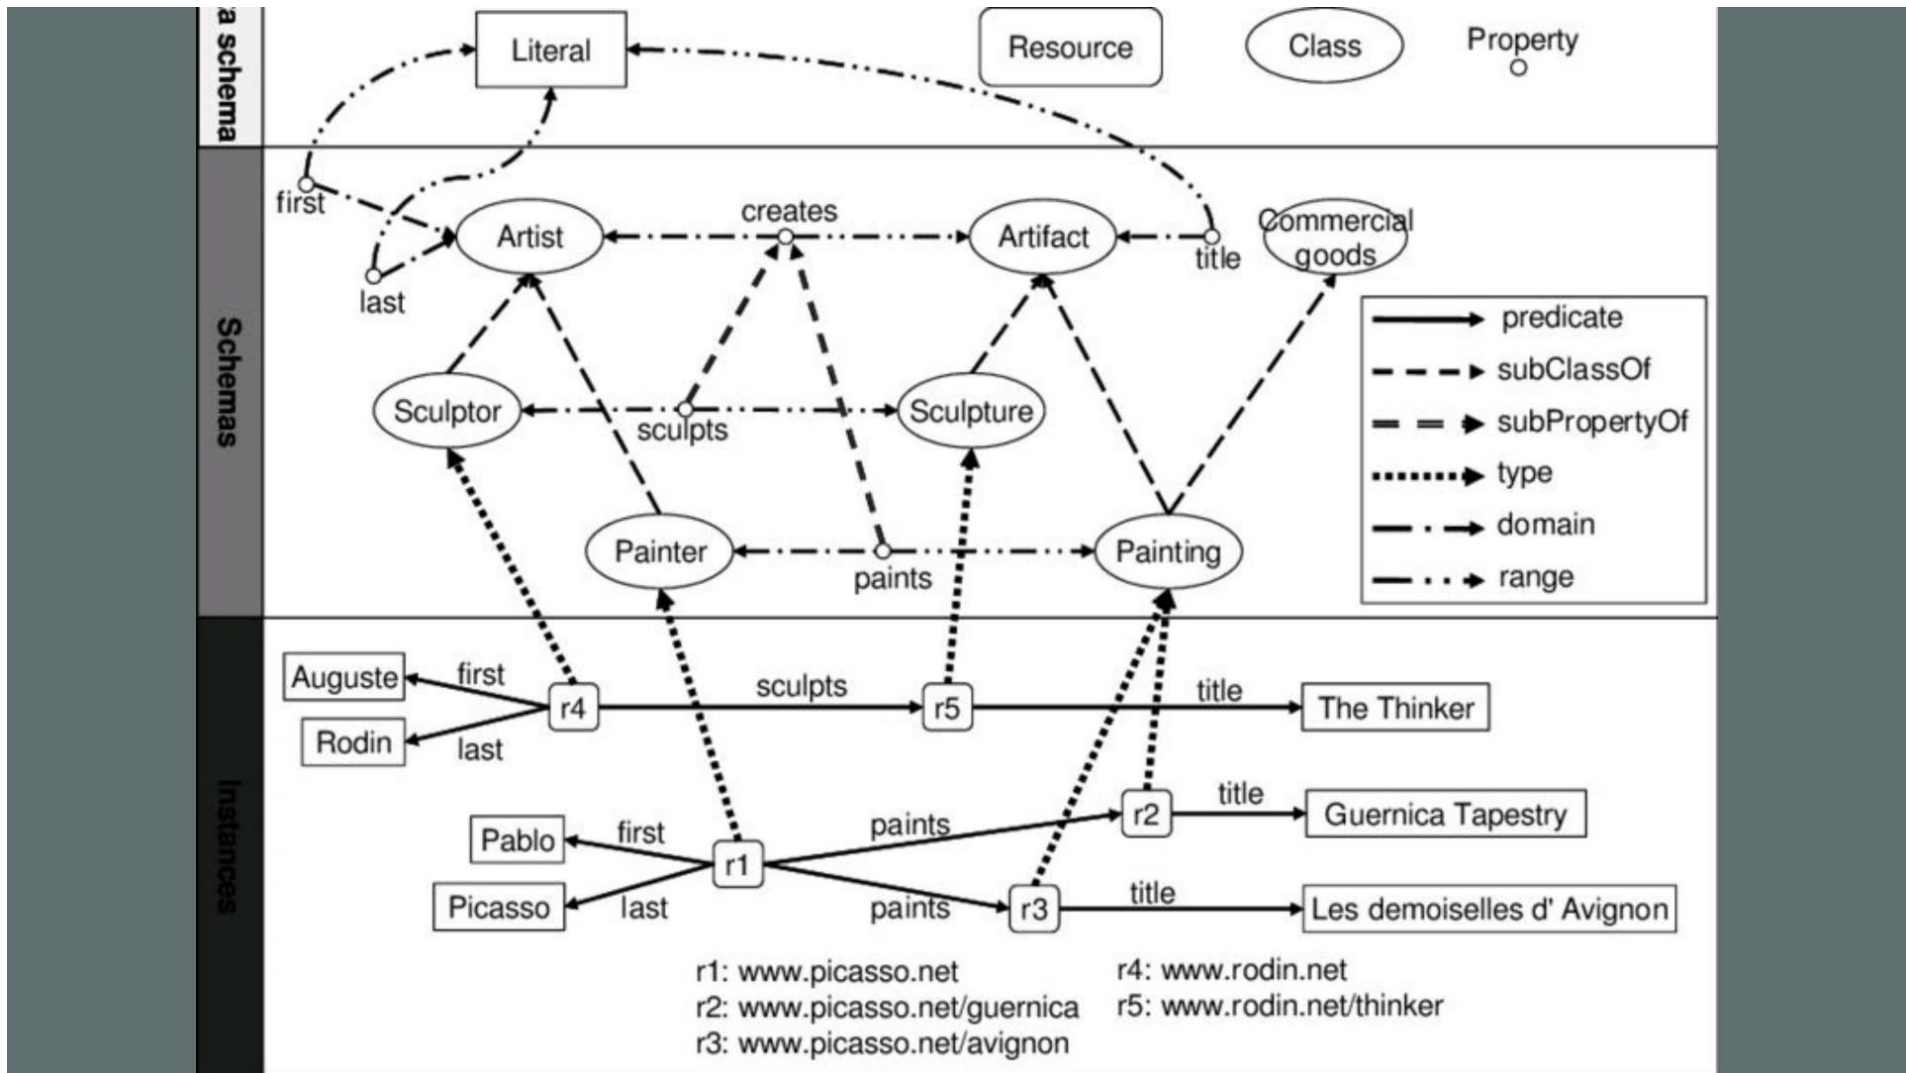 a schema
Literal
Resource
Class
Property
Schemas
first
last
Artist
creates
Artifact
title
Commercial
goods
Sculptor
sculpts
Sculpture
Painter
paints
Painting
predicate
subClassOf
subPropertyOf
type
domain
range
Instances
Auguste
first
r4
sculpts
r5
title
The Thinker
Rodin
last
Pablo
first
r1
paints
r2
title
Guernica Tapestry
Picasso
last
paints
r3
title
Les demoiselles d' Avignon
r1: www.picasso.net
r2: www.picasso.net/guernica
r3: www.picasso.net/avignon
r4: www.rodin.net
r5: www.rodin.net/thinker